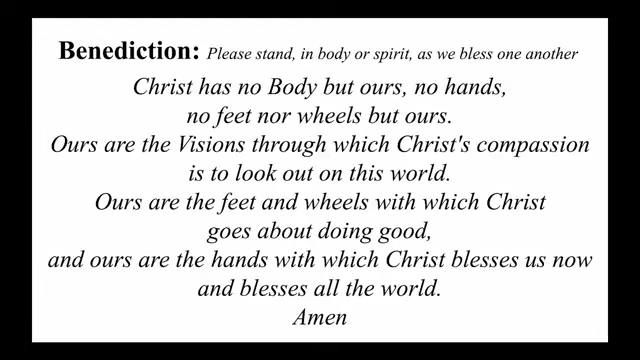 Benediction: Please stand, in body or spirit, as we bless one another
Christ has no Body but ours, no hands,
no feet nor wheels but ours.
Ours are the Visions through which Christ's compassion
is to look out on this world.
Ours are the feet and wheels with which Christ
goes about doing good,
and ours are the hands with which Christ blesses us now
and blesses all the world.
Amen